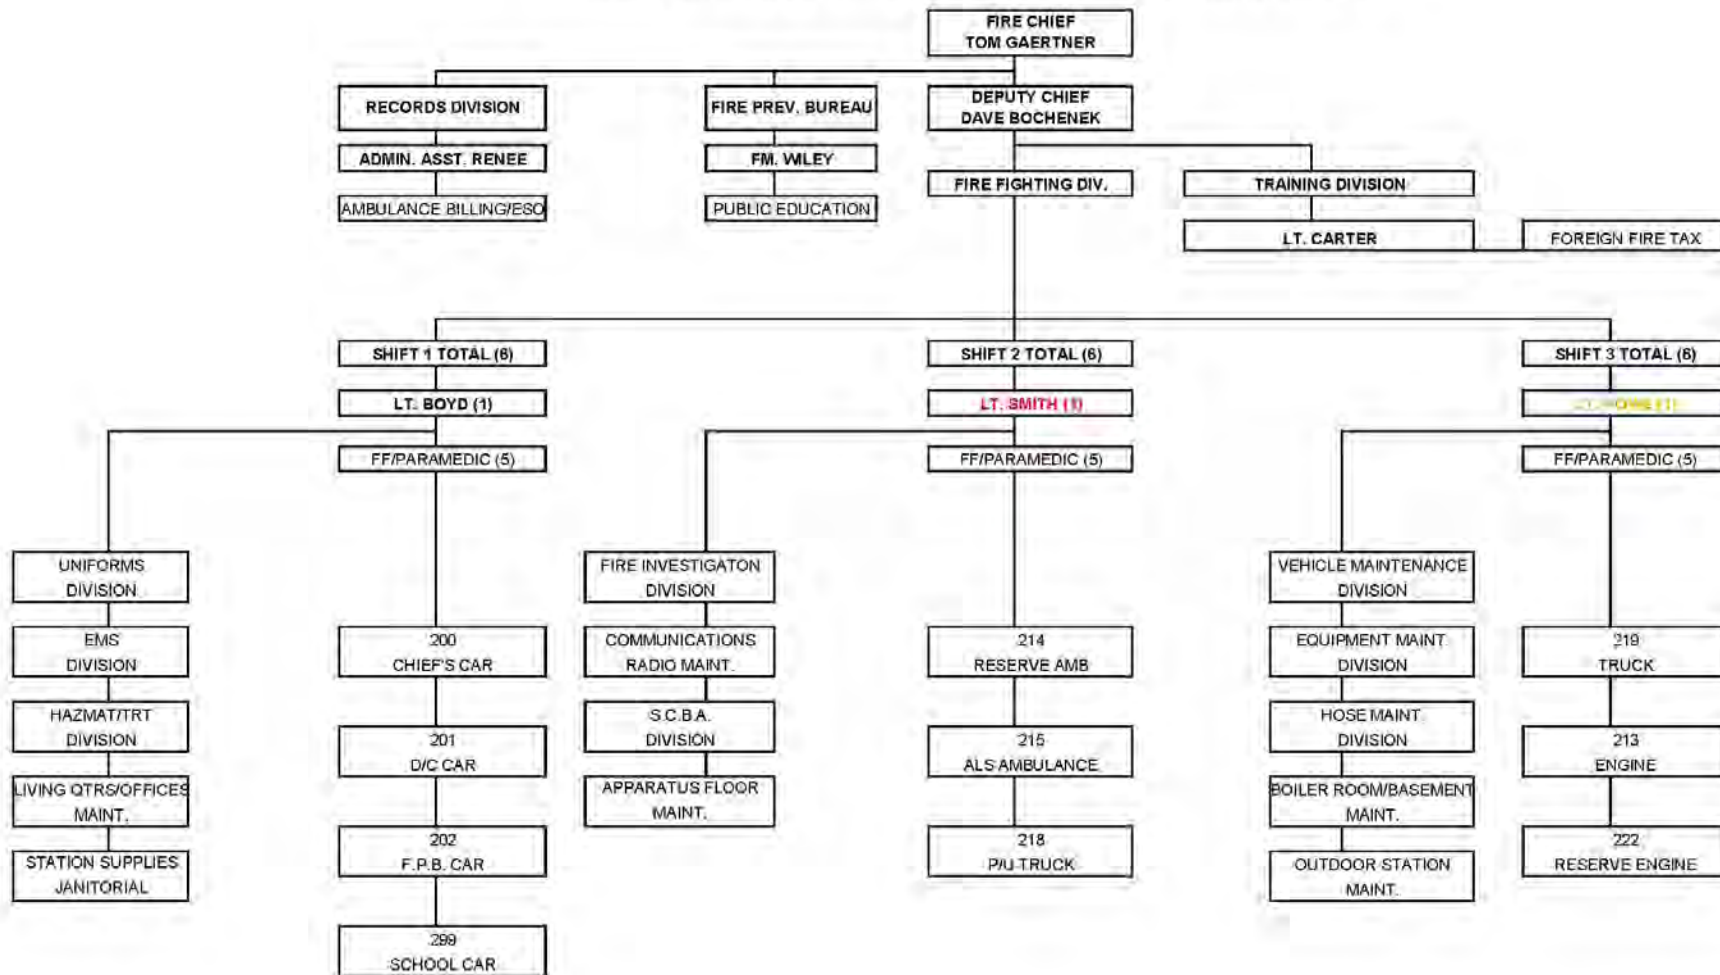 FIRE CHIEF
TOM GAERTNER
RECORDS DIVISION
FIRE PREV. BUREAU
DEPUTY CHIEF
DAVE BOCHENEK
ADMIN. ASST. RENEE
FM. WILEY
AMBULANCE BILLING/ESO
PUBLIC EDUCATION
FIRE FIGHTING DIV.
TRAINING DIVISION
LT. CARTER
FOREIGN FIRE TAX
SHIFT 1 TOTAL (6)
SHIFT 2 TOTAL (6)
SHIFT 3 TOTAL (6)
LT. BOYD (1)
LT. SMITH (1)
(1)
FF/PARAMEDIC (5)
FF/PARAMEDIC (5)
FF/PARAMEDIC (5)
UNIFORMS
DIVISION
FIRE INVESTIGATON
DIVISION
VEHICLE MAINTENANCE
DIVISION
EMS
DIVISION
200
CHIEF'S CAR
COMMUNICATIONS
RADIO MAINT.
214
RESERVE AMB
EQUIPMENT MAINT.
DIVISION
219
TRUCK
HAZMAT/TRT
DIVISION
201
D/C CAR
S.C.B.A.
DIVISION
215
ALS AMBULANCE
HOSE MAINT.
DIVISION
213
ENGINE
LIVING QTRS/OFFICES
MAINT.
APPARATUS FLOOR
MAINT.
BOILER ROOM/BASEMENT
MAINT.
202
F.P.B. CAR
218
P/U TRUCK
222
RESERVE ENGINE
STATION SUPPLIES
JANITORIAL
OUTDOOR STATION
MAINT.
299
SCHOOL CAR